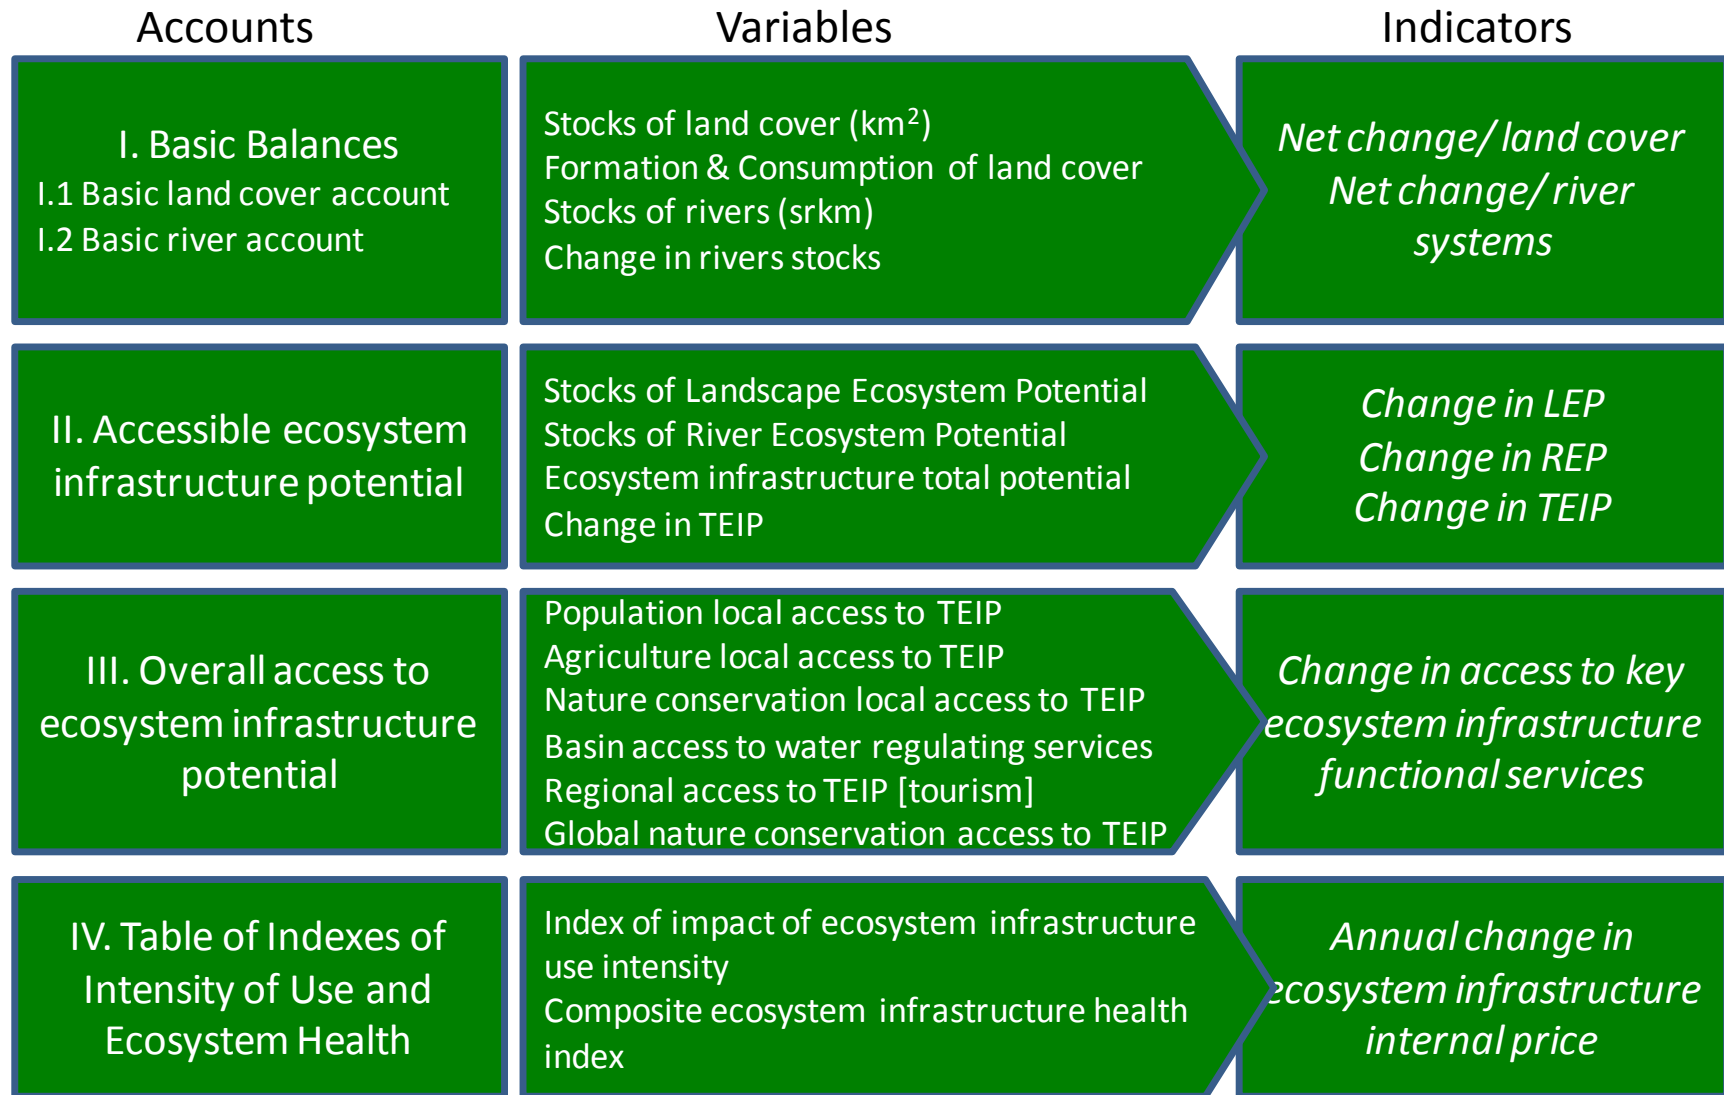 Accounts
Variables
Indicators
I. Basic Balances
I.1 Basic land cover account
I.2 Basic river account
Stocks of land cover (km²)
Formation & Consumption of land cover
Stocks of rivers (srkm)
Change in rivers stocks
Net change/ land cover
Net change/ river
systems
II. Accessible ecosystem
infrastructure potential
Stocks of Landscape Ecosystem Potential
Stocks of River Ecosystem Potential
Ecosystem infrastructure total potential
Change in TEIP
Change in LEP
Change in REP
Change in TEIP
III. Overall access to
ecosystem infrastructure
potential
Population local access to TEIP
Agriculture local access to TEIP
Nature conservation local access to TEIP
Basin access to water regulating services
Regional access to TEIP [tourism]
Global nature conservation access to TEIP
Change in access to key
ecosystem infrastructure
functional services
IV. Table of Indexes of
Intensity of Use and
Ecosystem Health
Index of impact of ecosystem infrastructure
use intensity
Composite ecosystem infrastructure health
index
Annual change in
ecosystem infrastructure
internal price